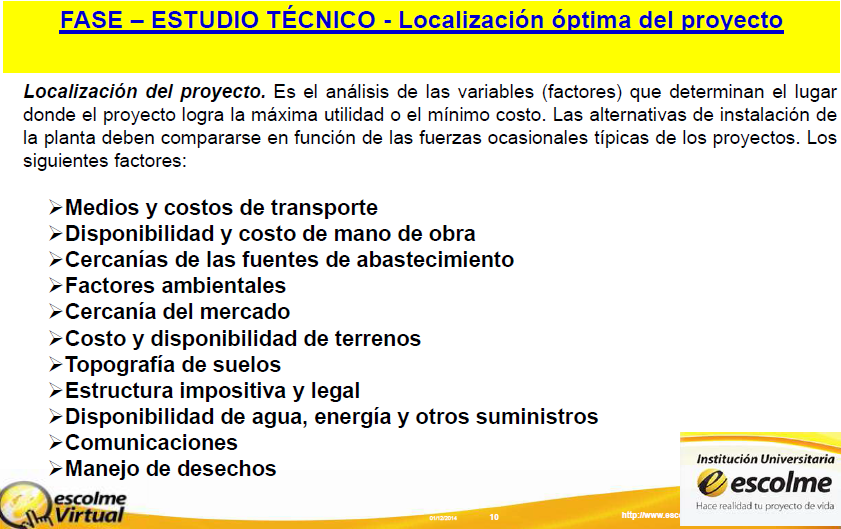 FASE – ESTUDIO TÉCNICO - Localización óptima del proyecto
Localización del proyecto. Es el análisis de las variables (factores) que determinan el lugar
donde el proyecto logra la máxima utilidad o el mínimo costo. Las alternativas de instalación de
la planta deben compararse en función de las fuerzas ocasionales típicas de los proyectos. Los
siguientes factores:
➢Medios y costos de transporte
➢Disponibilidad y costo de mano de obra
➢Cercanías de las fuentes de abastecimiento
➢Factores ambientales
➢Cercanía del mercado
➢Costo y disponibilidad de terrenos
➢Topografía de suelos
➢Estructura impositiva y legal
➢Disponibilidad de agua, energía y otros suministros
➢Comunicaciones
➢Manejo de desechos
Institución Universitaria
escolme
Hace realidad tu proyecto de vida
escolme
Virtual
01/12/2014
10
http://www.esc